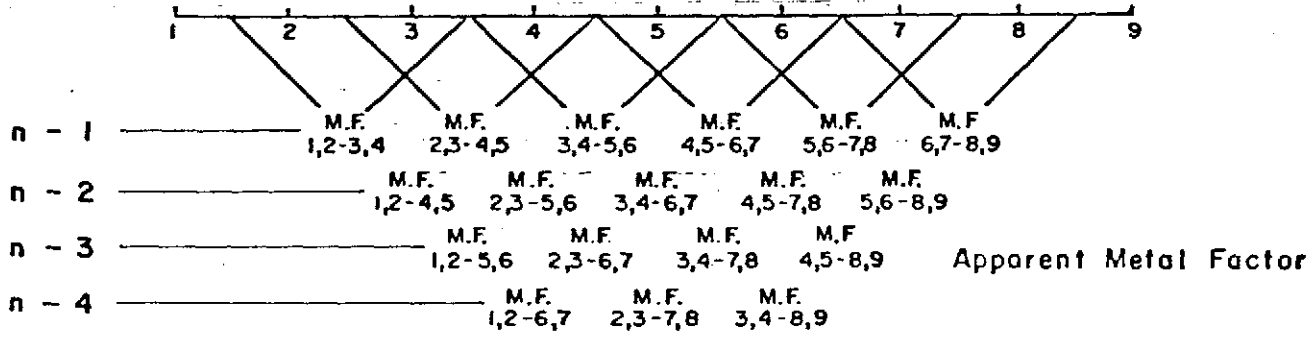 1 2 3 4 5 6 7 8 9
n - 1 M.F. M.F. M.F. M.F. M.F. M.F
1,2-3,4 2,3-4,5 3,4-5,6 4,5-6,7 5,6-7,8 6,7-8,9
n - 2 M.F. M.F. M.F. M.F. M.F.
1,2-4,5 2,3-5,6 3,4-6,7 4,5-7,8 5,6-8,9
n - 3 M.F. M.F. M.F. M.F
1,2-5,6 2,3-6,7 3,4-7,8 4,5-8,9 Apparent Metal Factor
n - 4 M.F. M.F. M.F.
1,2-6,7 2,3-7,8 3,4-8,9